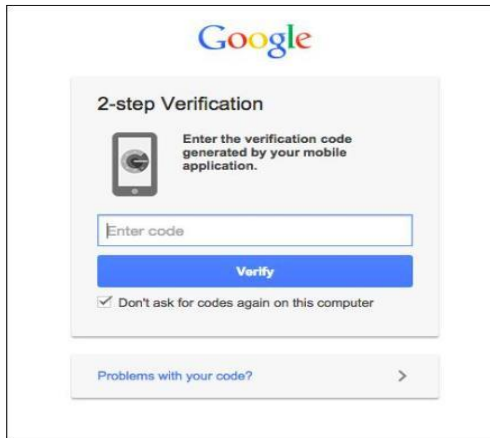 Google
2-step Verification
Enter the verification code
generated by your mobile
application.
Enter code
Verify
Don't ask for codes again on this computer
Problems with your code?